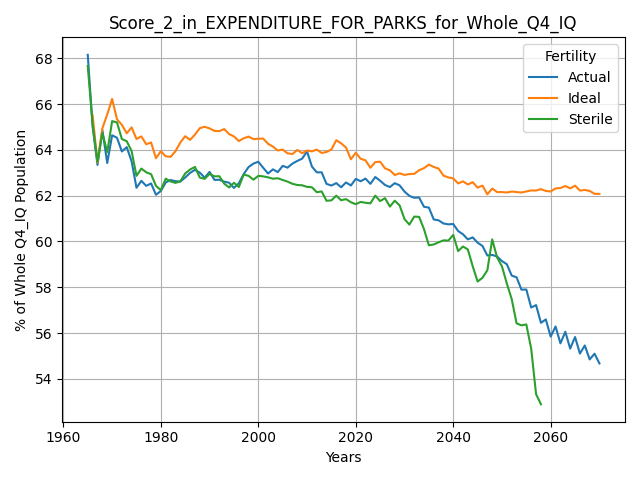 Score_2_in_EXPENDITURE_FOR_PARKS_for_Whole_Q4_IQ
% of Whole Q4_IQ Population
68
66
64
62
60
58
56
54
Fertility
Actual
Ideal
Sterile
1960 1980 2000 2020 2040 2060
Years